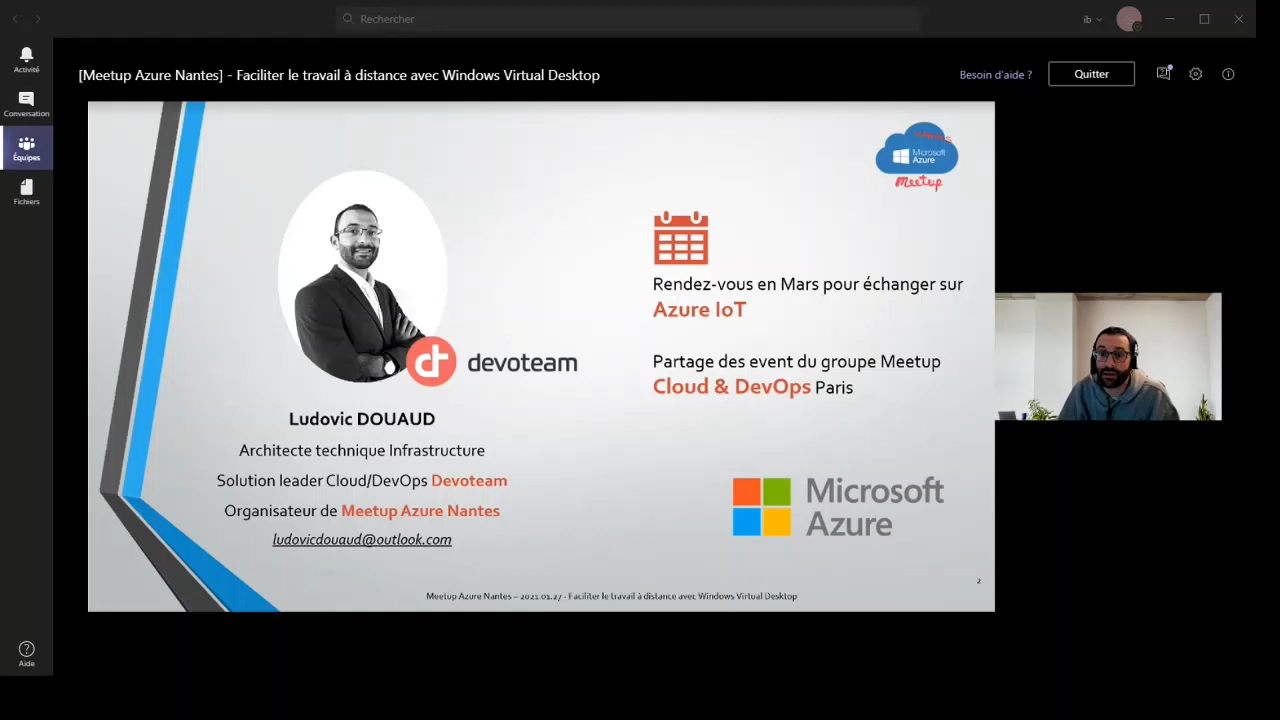 Rechercher
ib
Activité
Conversation
Équipes
Fichiers
Aide
[Meetup Azure Nantes] - Faciliter le travail à distance avec Windows Virtual Desktop
Besoin d'aide ?
Quitter
Microsoft
Azure
meetup
devoteam
Ludovic DOUAUD
Architecte technique Infrastructure
Solution leader Cloud/DevOps Devoteam
Organisateur de Meetup Azure Nantes
ludovicdouaud@outlook.com
Rendez-vous en Mars pour échanger sur
Azure IoT
Partage des event du groupe Meetup
Cloud & DevOps Paris
Microsoft
Azure
2
Meetup Azure Nantes – 2021.01.27 - Faciliter le travail à distance avec Windows Virtual Desktop